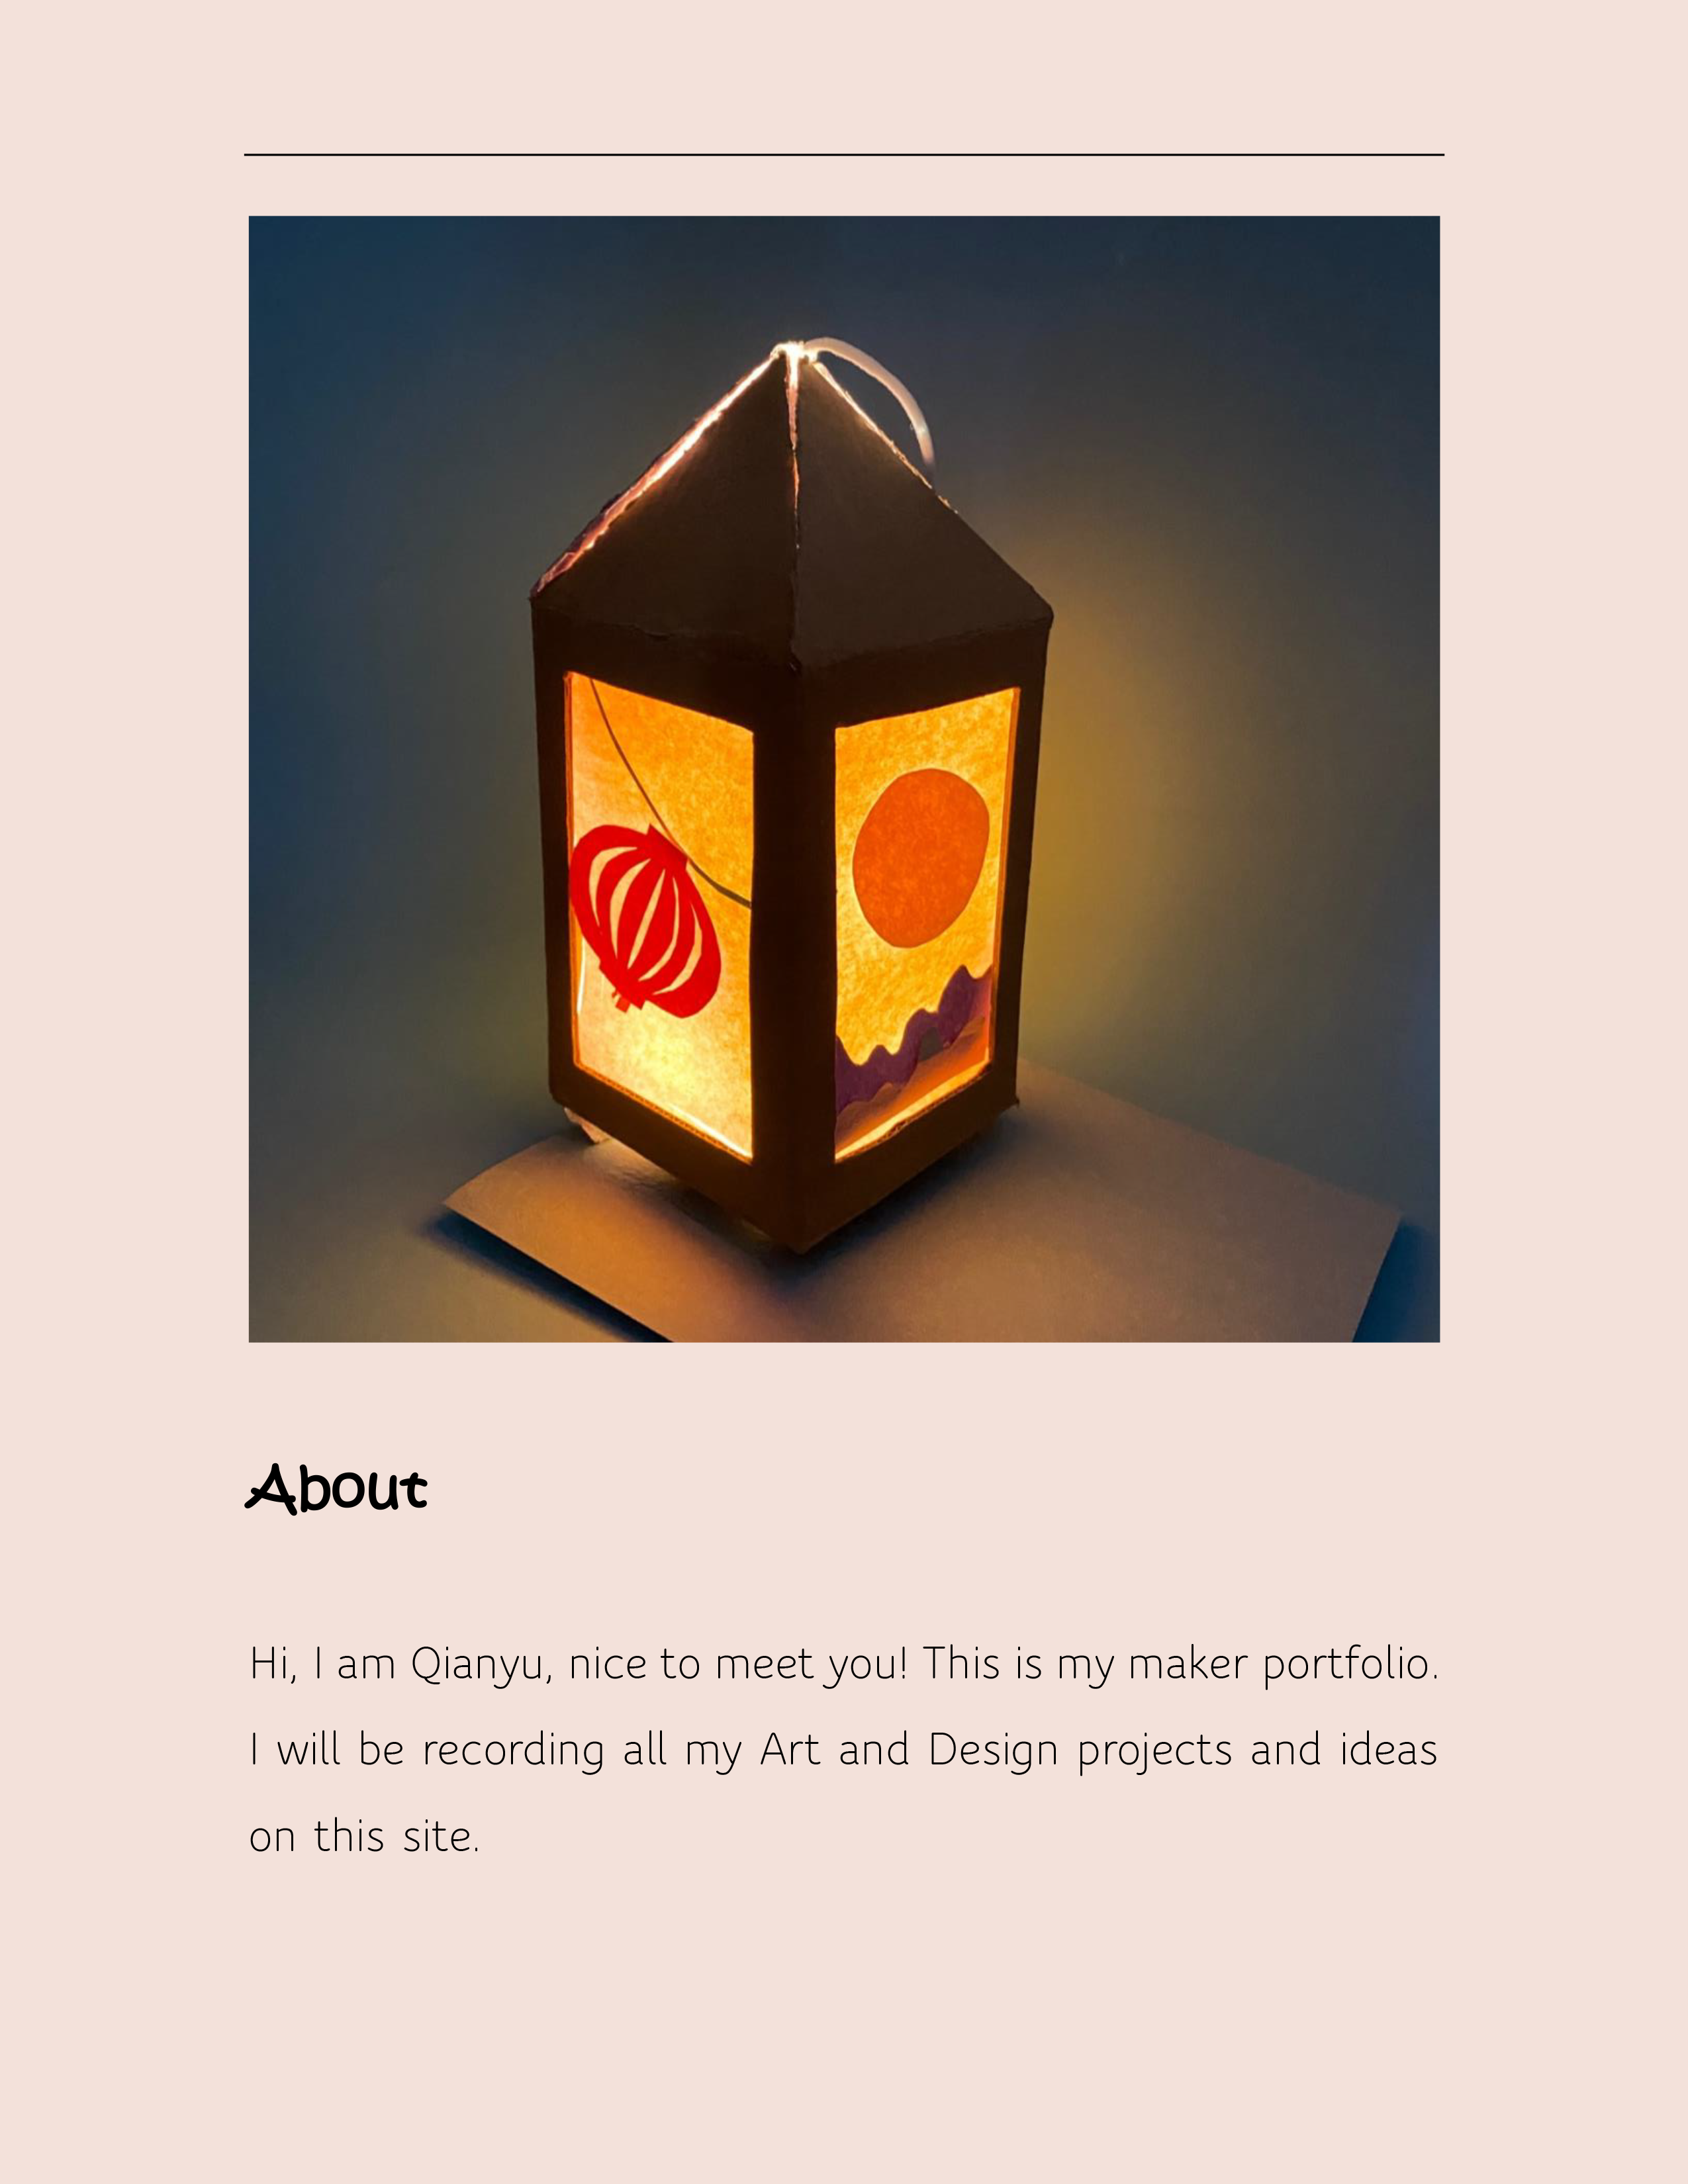 About
Hi, I am Qianyu, nice to meet you! This is my maker portfolio.
I will be recording all my Art and Design projects and ideas
on this site.